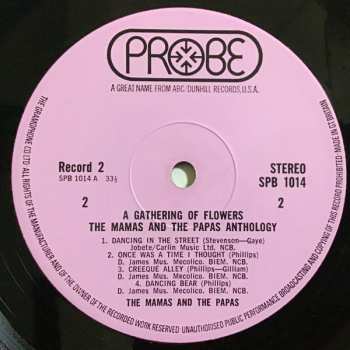 PROBE
A GREAT NAME FROM ABC/DUNHILL RECORDS, U.S.A.
Record 2
SPB 1014 A 33⅓
STEREO
SPB 1014
2
2
A GATHERING OF FLOWERS
THE MAMAS AND THE PAPAS ANTHOLOGY
1. DANCING IN THE STREET (Stevenson—Gaye)
Jobete/Carlin Music Ltd. NCB.
2. ONCE WAS A TIME I THOUGHT (Phillips)
D. James Mus. Mecolico. BIEM. NCB.
3. CREEQUE ALLEY (Phillips—Gilliam)
D. James Mus. Mecolico. BIEM. NCB.
4. DANCING BEAR (Phillips)
D. James Mus. Mecolico. BIEM. NCB.
THE MAMAS AND THE PAPAS
THE GRAMOPHONE CO LTD. ALL RIGHTS OF THE MANUFACTURER AND OF THE OWNER OF THE RECORDED WORK RESERVED UNAUTHORISED PUBLIC PERFORMANCE BROADCASTING AND COPYING OF THIS RECORD PROHIBITED: MADE IN GT BRITAIN